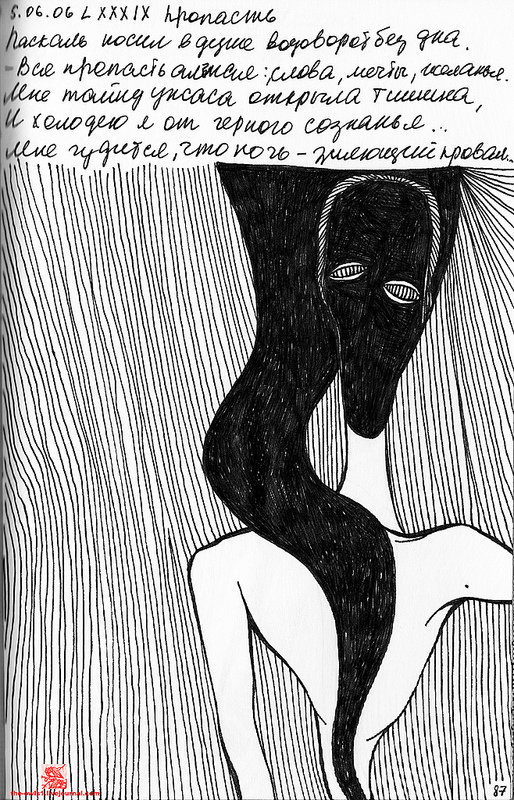 5.06.06 LXXXIX Пропасть
Паскаль носил в душе водоворот без дна.
- Вся пропасть алчная: слова, мечты, желанья.
Мне тайну ужаса открыла тишина,
И холодею я от черного сознанья...
Мне чудится, что ночь – зияющий провал...
87